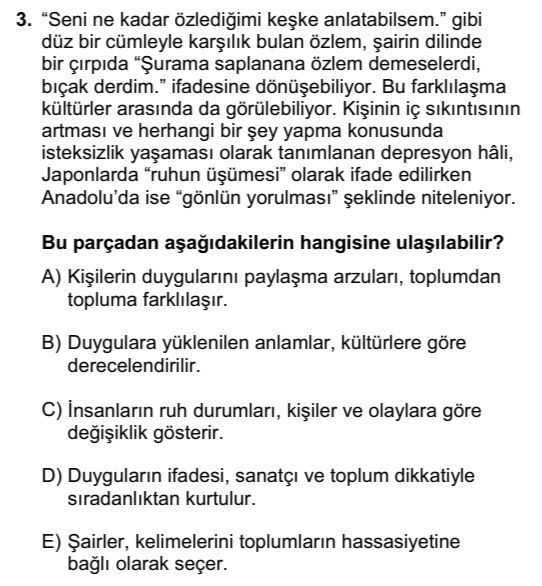 3. “Seni ne kadar özlediğimi keşke anlatabilsem.” gibi
düz bir cümleyle karşılık bulan özlem, şairin dilinde
bir çırpıda “Şurama saplanana özlem demeselerdi,
bıçak derdim.” ifadesine dönüşebiliyor. Bu farklılaşma
kültürler arasında da görülebiliyor. Kişinin iç sıkıntısının
artması ve herhangi bir şey yapma konusunda
isteksizlik yaşaması olarak tanımlanan depresyon hâli,
Japonlarda “ruhun üşümesi” olarak ifade edilirken
Anadolu’da ise “gönlün yorulması” şeklinde niteleniyor.
Bu parçadan aşağıdakilerin hangisine ulaşılabilir?
A) Kişilerin duygularını paylaşma arzuları, toplumdan
topluma farklılaşır.
B) Duygulara yüklenilen anlamlar, kültürlere göre
derecelendirilir.
C) İnsanların ruh durumları, kişiler ve olaylara göre
değişiklik gösterir.
D) Duyguların ifadesi, sanatçı ve toplum dikkatiyle
sıradanlıktan kurtulur.
E) Şairler, kelimelerini toplumların hassasiyetine
bağlı olarak seçer.